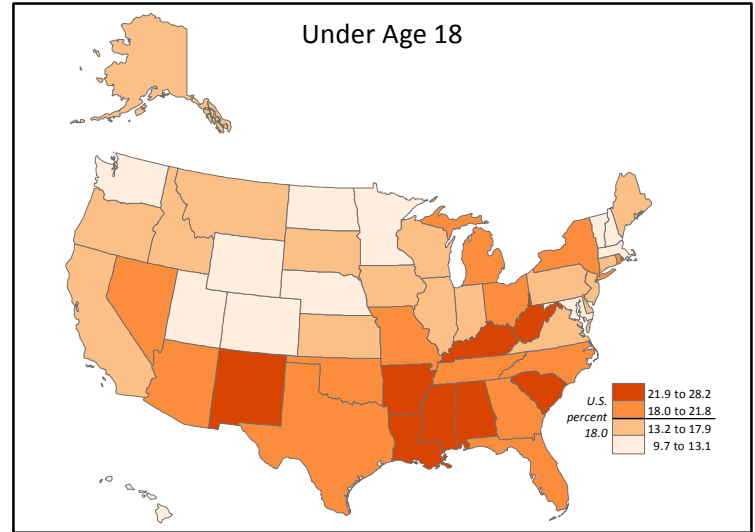 Under Age 18
U.S.
percent
18.0
21.9 to 28.2
18.0 to 21.8
13.2 to 17.9
9.7 to 13.1